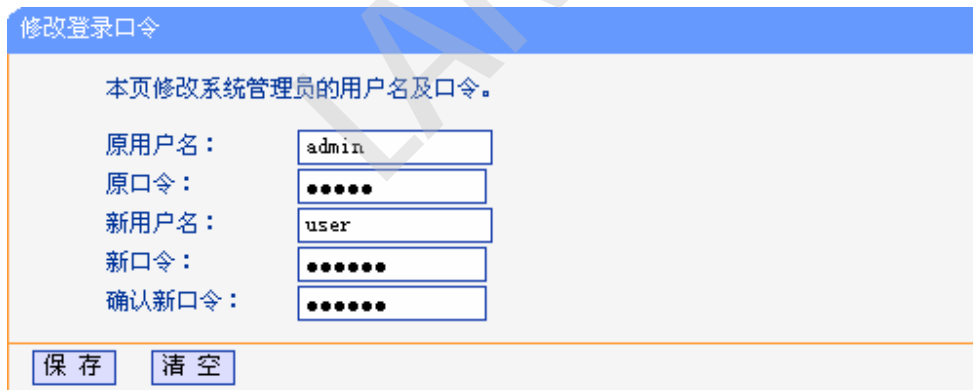 修改登录口令
本页修改系统管理员的用户名及口令。
原用户名： admin
原口令： ●●●●●
新用户名： user
新口令： ●●●●●●
确认新口令： ●●●●●●
保 存 清 空